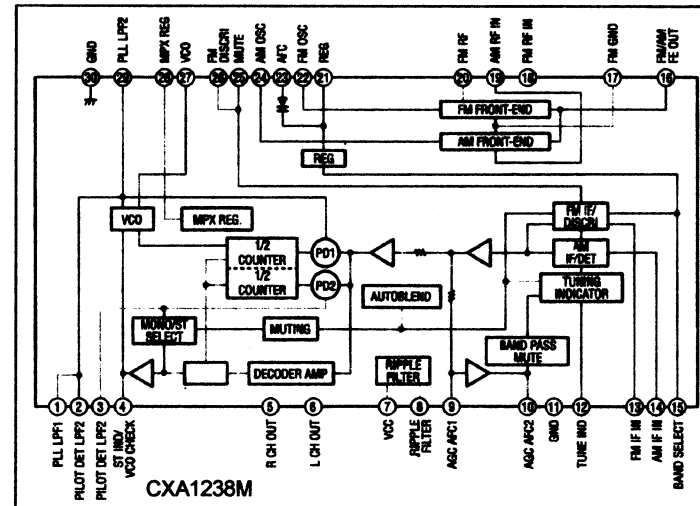 GND
PLL LPF2
MPX REG
VCO
FM DISCRI
MUTE
AM OSC
AFC
FM OSC
REG
FM RF
AM RF IN
FM RF IN
FM GND
FM/AM FE OUT
30 29 28 27 26 25 24 23 22 21 20 19 18 17 16
FM FRONT-END
AM FRONT-END
REG
VCO
MPX REG.
1/2 COUNTER
1/2 COUNTER
PD1
PD2
FM IF/ DISCRI
AM IF/DET
TUNING INDICATOR
AUTOBLEND
MONO/ST SELECT
MUTING
BAND PASS MUTE
DECODER AMP
RIPPLE FILTER
1 2 3 4 5 6 7 8 9 10 11 12 13 14 15
PLL LPF1
PILOT DET LPF2
PILOT DET LPF2
ST IND/ VCO CHECK
R CH OUT
L CH OUT
VCC
/RIPPLE FILTER
AGC AFC1
AGC AFC2
GND
TUNE IND
FM IF IN
AM IF IN
BAND SELECT
CXA1238M